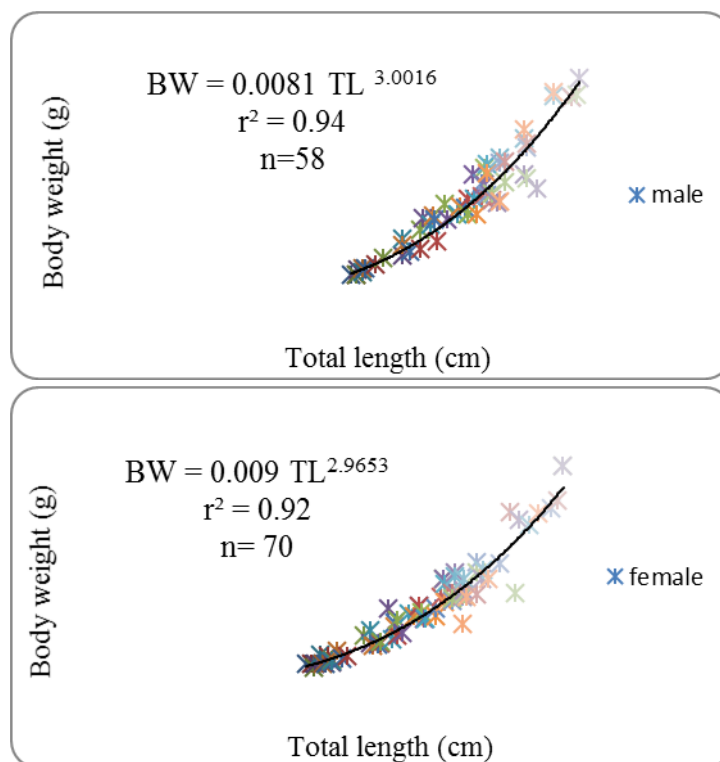 BW = 0.0081 TL 3.0016
r² = 0.94
n=58
Body weight (g)
male
Total length (cm)
BW = 0.009 TL2.9653
r² = 0.92
n= 70
Body weight (g)
female
Total length (cm)